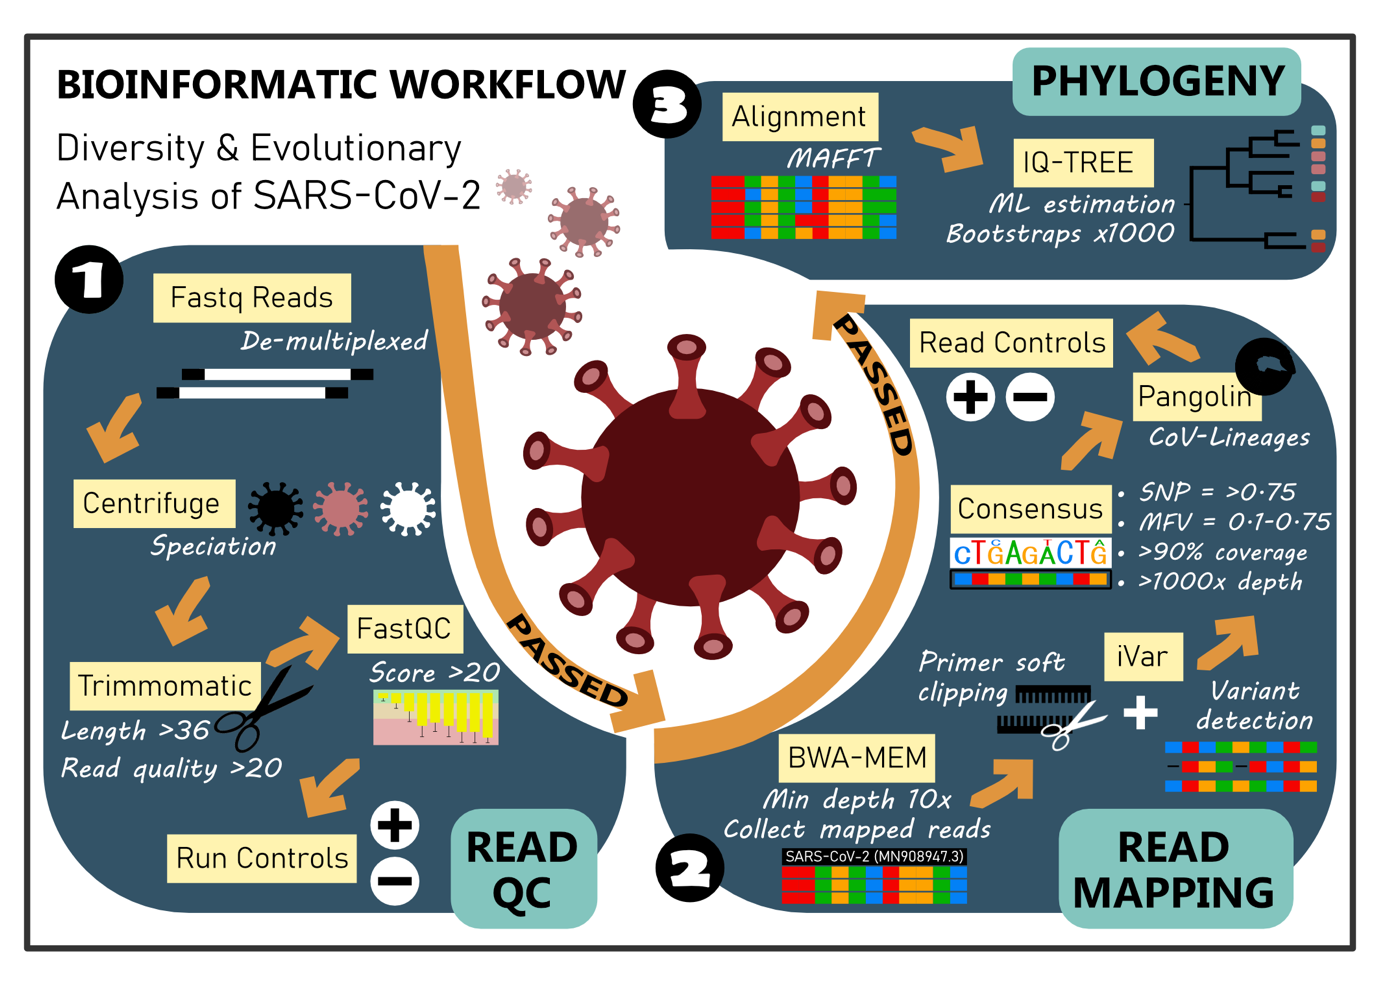 BIOINFORMATIC WORKFLOW
Diversity & Evolutionary
Analysis of SARS-CoV-2
1
Fastq Reads
De-multiplexed
Centrifuge
Speciation
Trimmomatic
Length >36
Read quality >20
FastQC
Score >20
Run Controls
+
−
READ
QC
PASSED
2
BWA-MEM
Min depth 10x
Collect mapped reads
SARS-CoV-2 (MN908947.3)
Primer soft
clipping
+
iVar
Variant
detection
READ
MAPPING
Consensus
CTGAGACTG
C T A
• SNP = >0.75
• MFV = 0.1-0.75
• >90% coverage
• >1000x depth
Pangolin
CoV-Lineages
Read Controls
+
−
PASSED
3
Alignment
MAFFT
IQ-TREE
ML estimation
Bootstraps x1000
PHYLOGENY